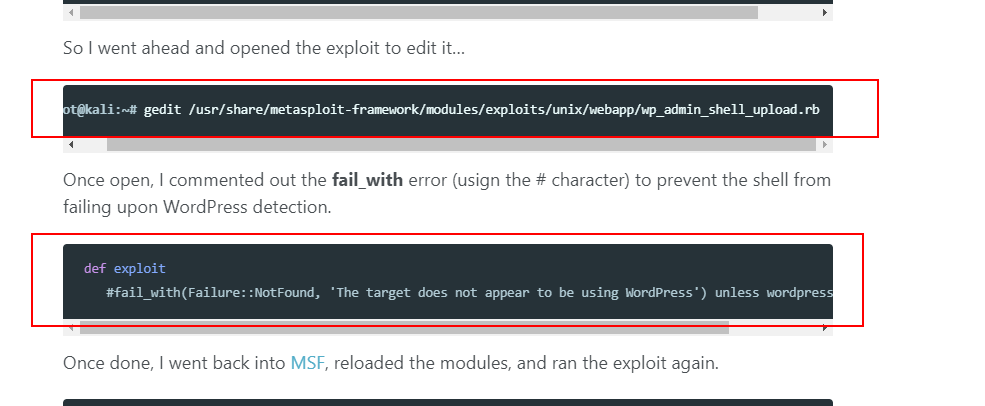 So I went ahead and opened the exploit to edit it...
ot@kali:~# gedit /usr/share/metasploit-framework/modules/exploits/unix/webapp/wp_admin_shell_upload.rb
Once open, I commented out the fail_with error (usign the # character) to prevent the shell from
failing upon WordPress detection.
def exploit
#fail_with(Failure::NotFound, 'The target does not appear to be using WordPress') unless wordpress
Once done, I went back into MSF, reloaded the modules, and ran the exploit again.